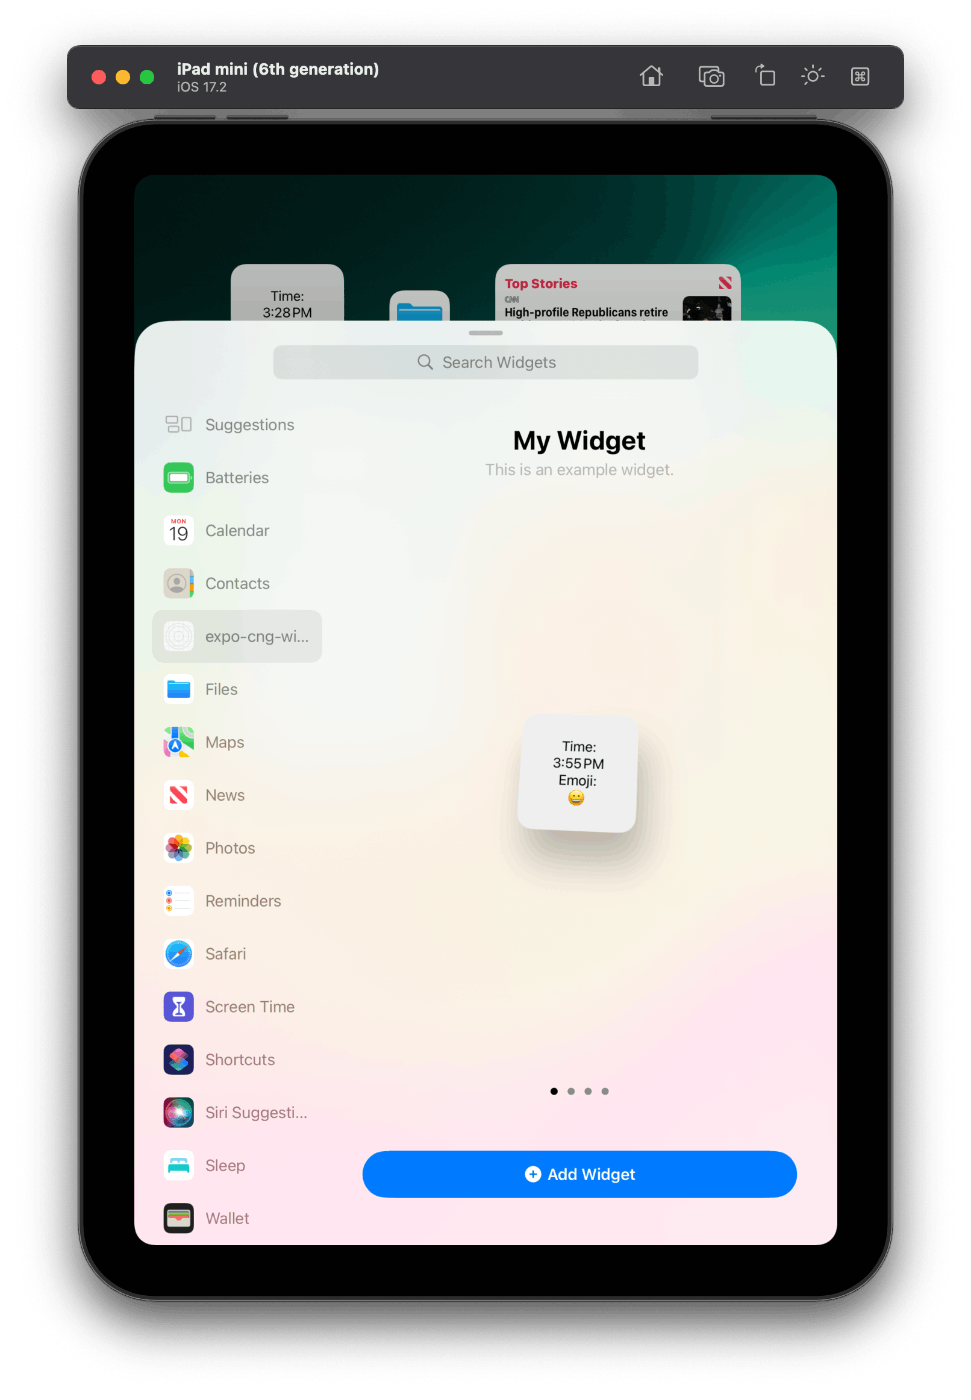 iPad mini (6th generation)
iOS 17.2
Time:
3:28 PM
Top Stories
CNN
High-profile Republicans retire
Search Widgets
Suggestions
Batteries
MON
19
Calendar
Contacts
expo-cng-wi...
Files
Maps
News
Photos
Reminders
Safari
Screen Time
Shortcuts
Siri Suggesti...
Sleep
Wallet
My Widget
This is an example widget.
Time:
3:55 PM
Emoji:
😀
Add Widget